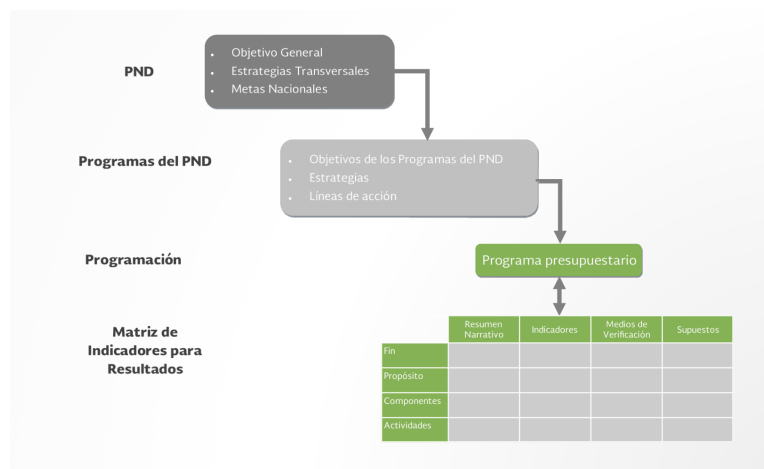 PND
• Objetivo General
• Estrategias Transversales
• Metas Nacionales
Programas del PND
• Objetivos de los Programas del PND
• Estrategias
• Líneas de acción
Programación
Programa presupuestario
Matriz de
Indicadores para
Resultados
Resumen
Narrativo
Indicadores
Medios de
Verificación
Supuestos
Fin
Propósito
Componentes
Actividades